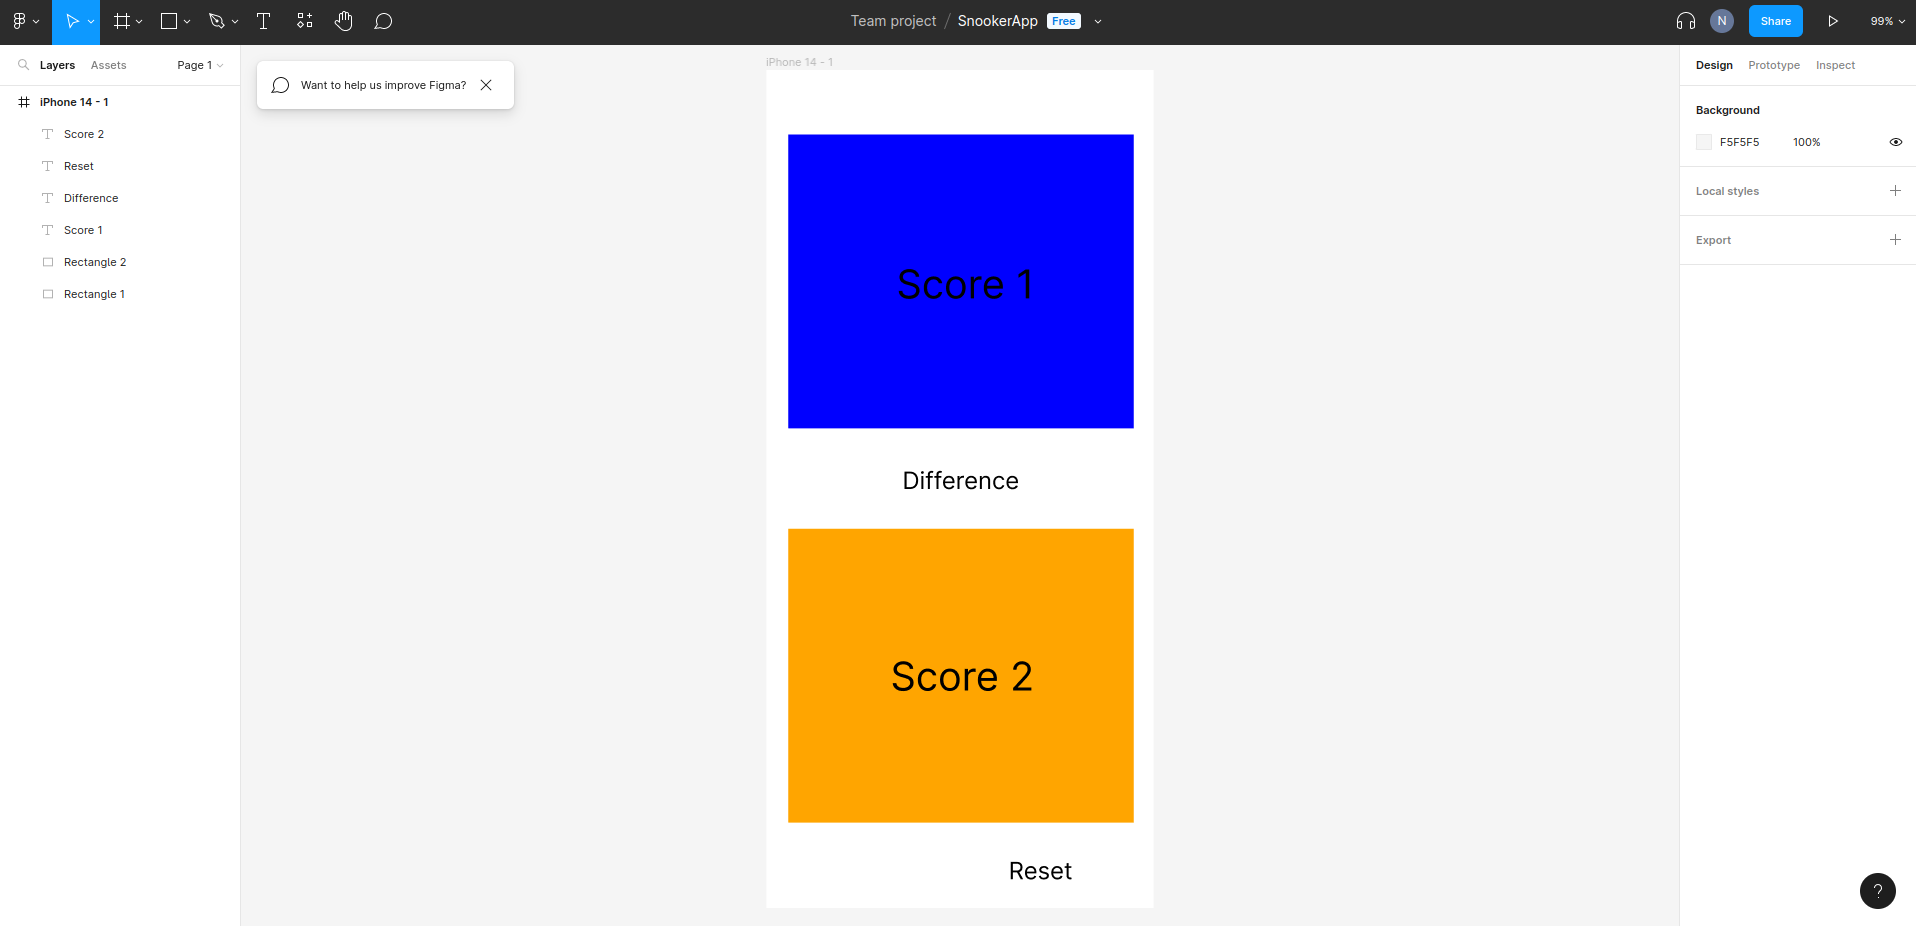 Team project / SnookerApp Free
N
Share
99%
Layers
Assets
Page 1
iPhone 14 - 1
Score 2
Reset
Difference
Score 1
Rectangle 2
Rectangle 1
Want to help us improve Figma?
iPhone 14 - 1
Score 1
Difference
Score 2
Reset
Design
Prototype
Inspect
Background
F5F5F5 100%
Local styles
Export
?